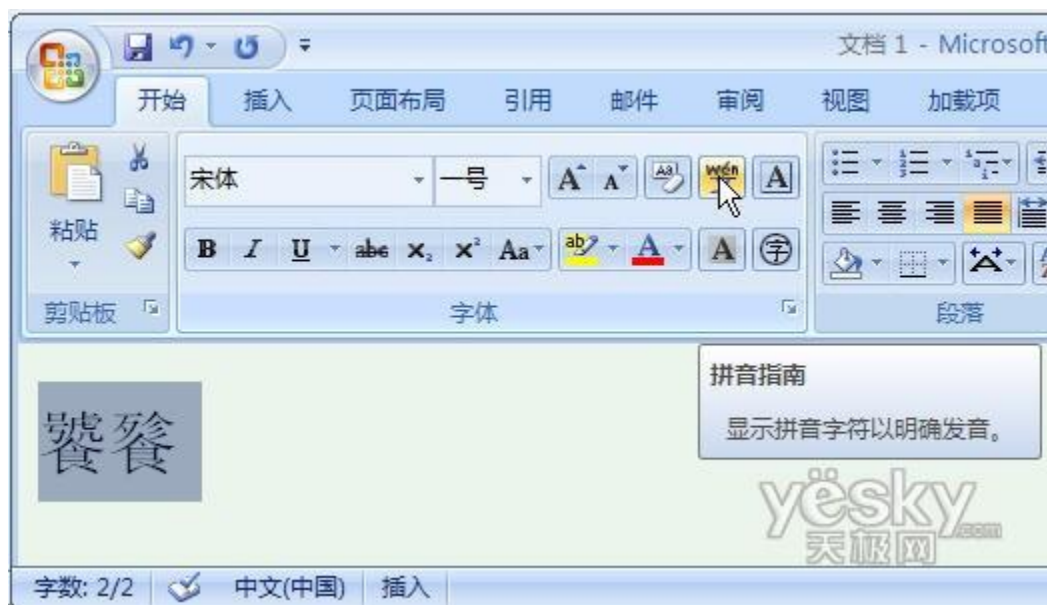 文档 1 - Microsoft
开始 插入 页面布局 引用 邮件 审阅 视图 加载项
宋体 一号 A A Aa wén A
粘贴
B I U abc X₂ X² Aa ab A A 字
剪贴板 字体 段落
拼音指南
显示拼音字符以明确发音。
饕餮
yësky.com
天极网
字数: 2/2 中文(中国) 插入